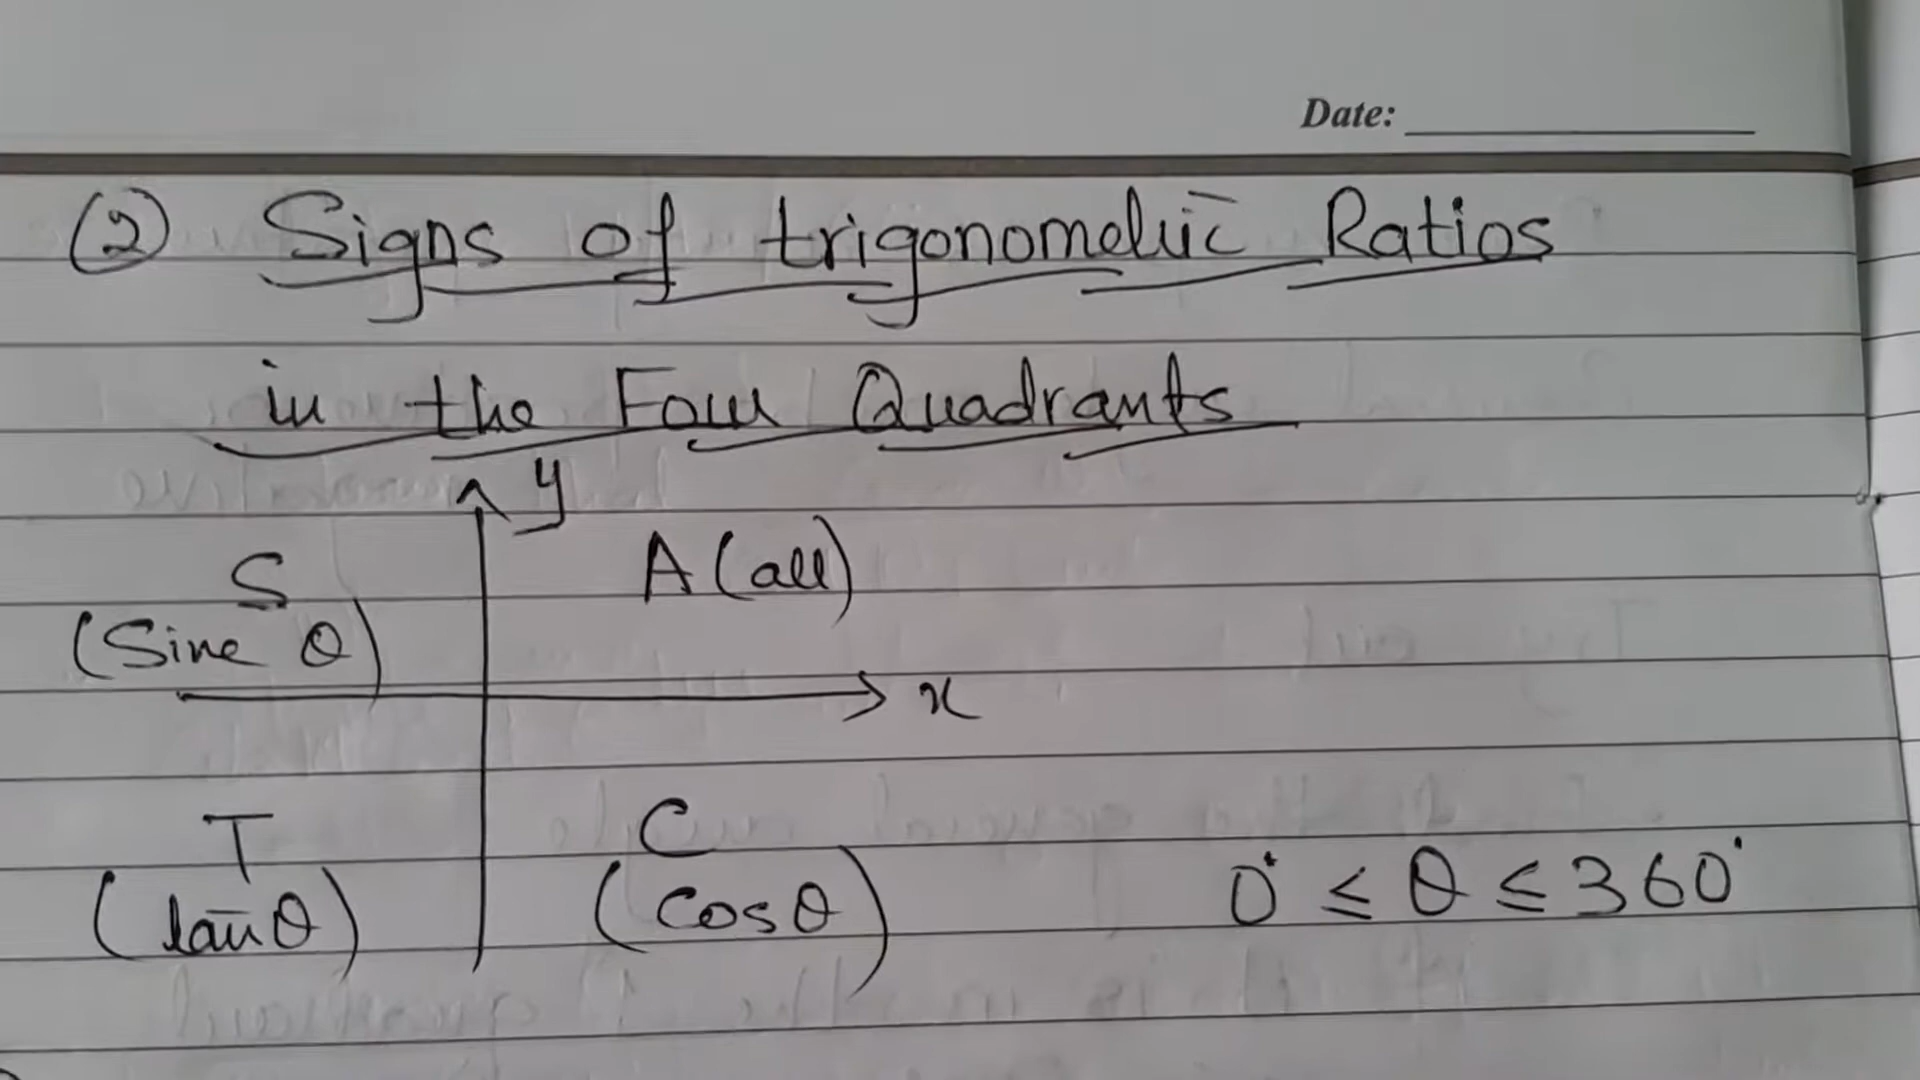 Date:
(2) Signs of trigonometric Ratios
in the Four Quadrants
y
S A (all)
(Sine θ)
x
T C
(tan θ) (cos θ) 0° ≤ θ ≤ 360°